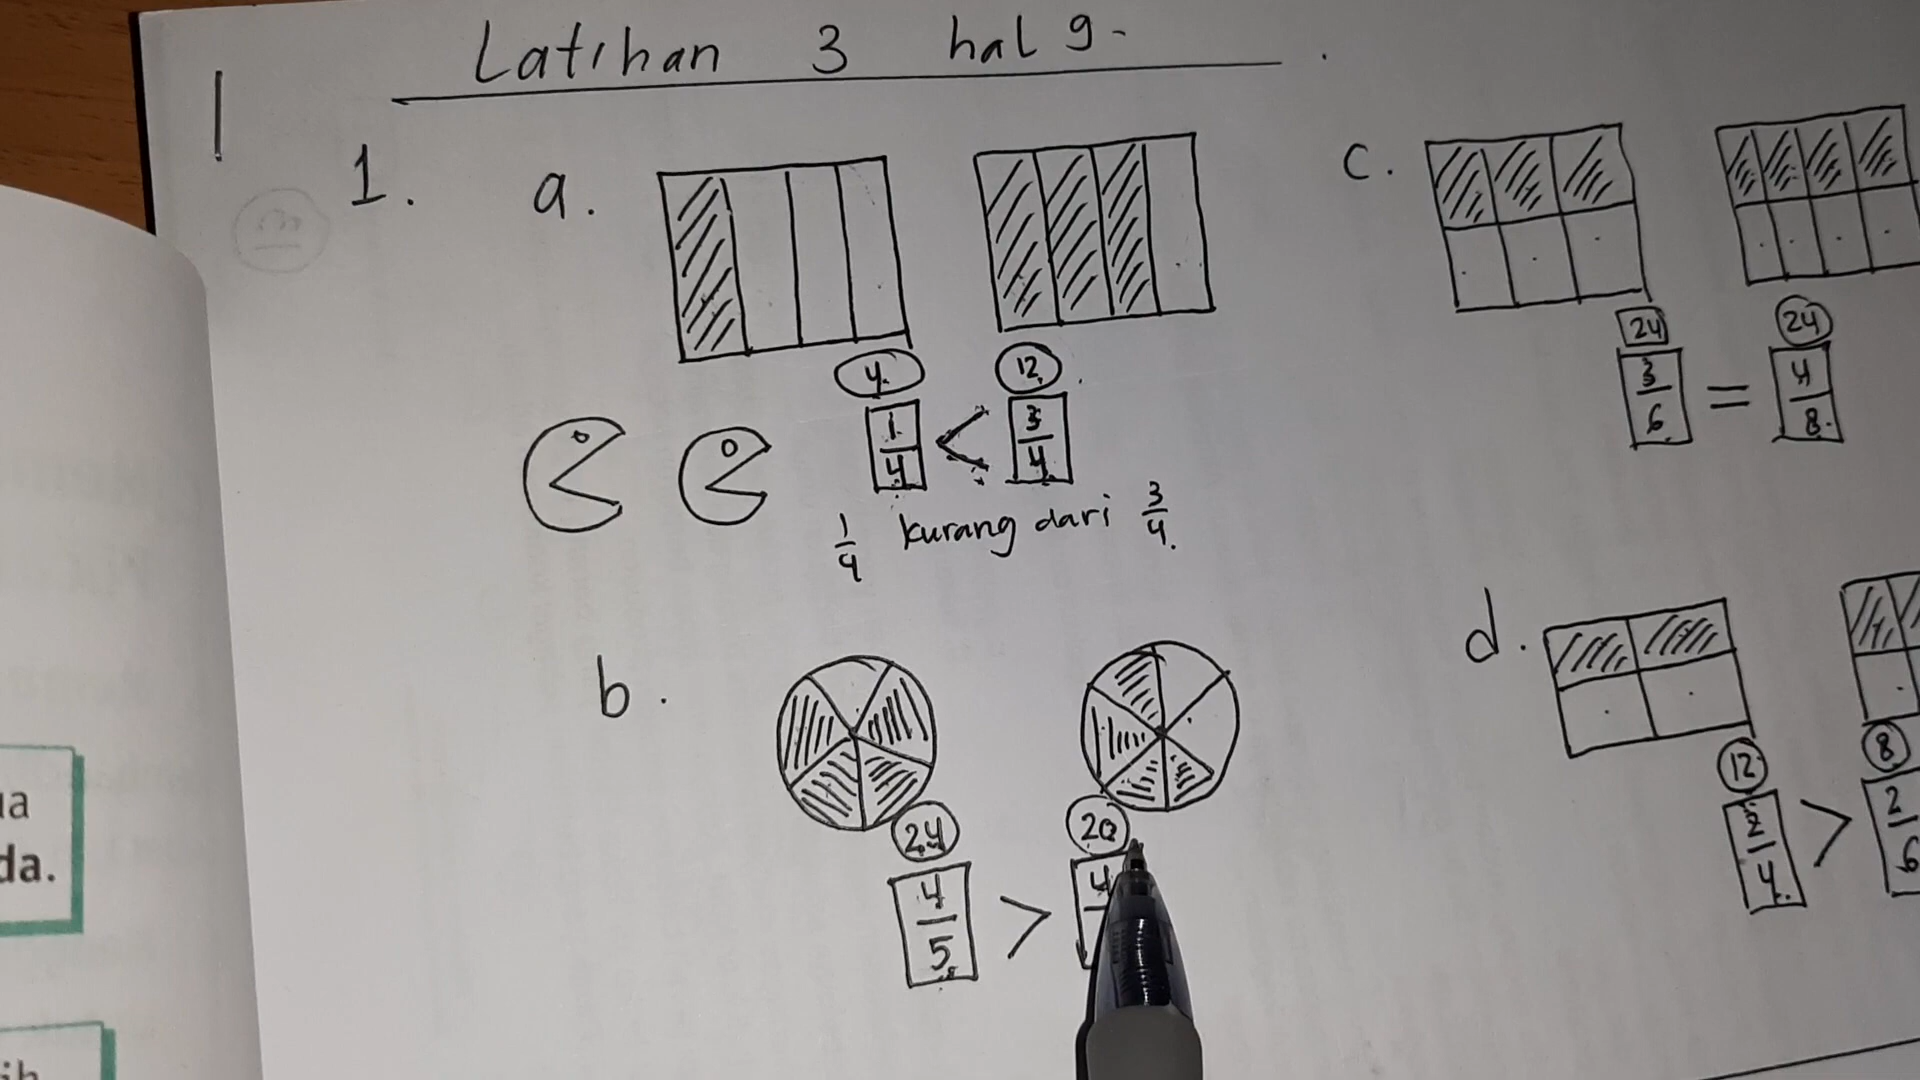 Latihan 3 hal 9.
1.
a.
4
12
1/4 < 3/4
1/4 kurang dari 3/4.
b.
24
20
4/5 > 4
c.
24
24
3/6 = 4/8
d.
12
8
2/4 > 2/6
da.